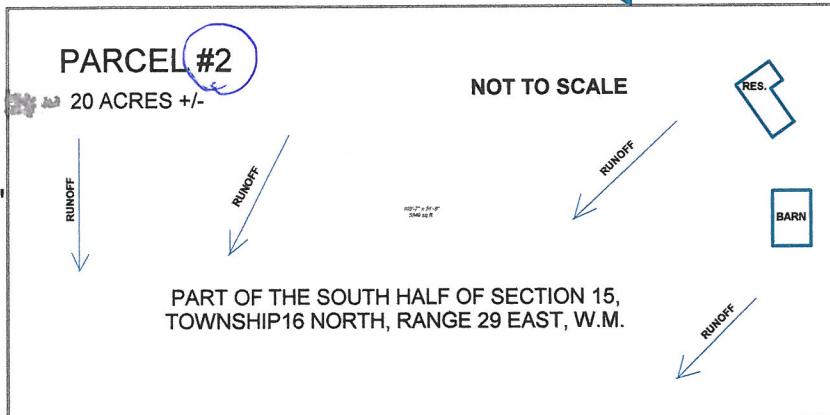 PARCEL #2
20 ACRES +/-
NOT TO SCALE
RES.
RUNOFF
RUNOFF
RUNOFF
BARN
PART OF THE SOUTH HALF OF SECTION 15,
TOWNSHIP16 NORTH, RANGE 29 EAST, W.M.
RUNOFF